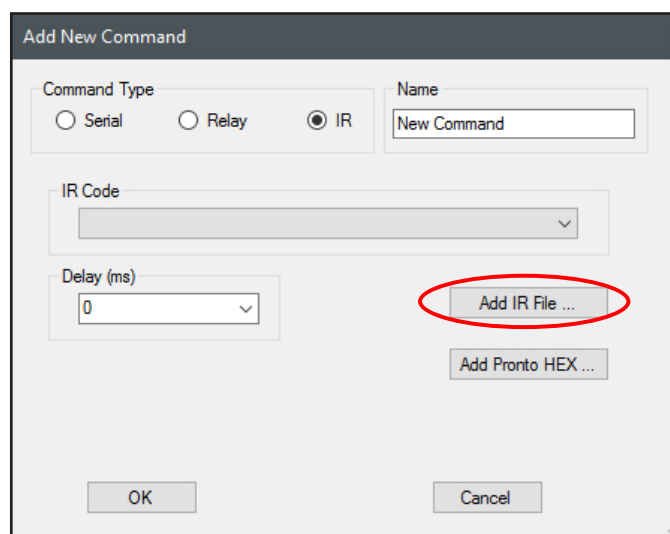 Add New Command
Command Type
Serial
Relay
IR
Name
New Command
IR Code
Delay (ms)
0
Add IR File ...
Add Pronto HEX ...
OK
Cancel